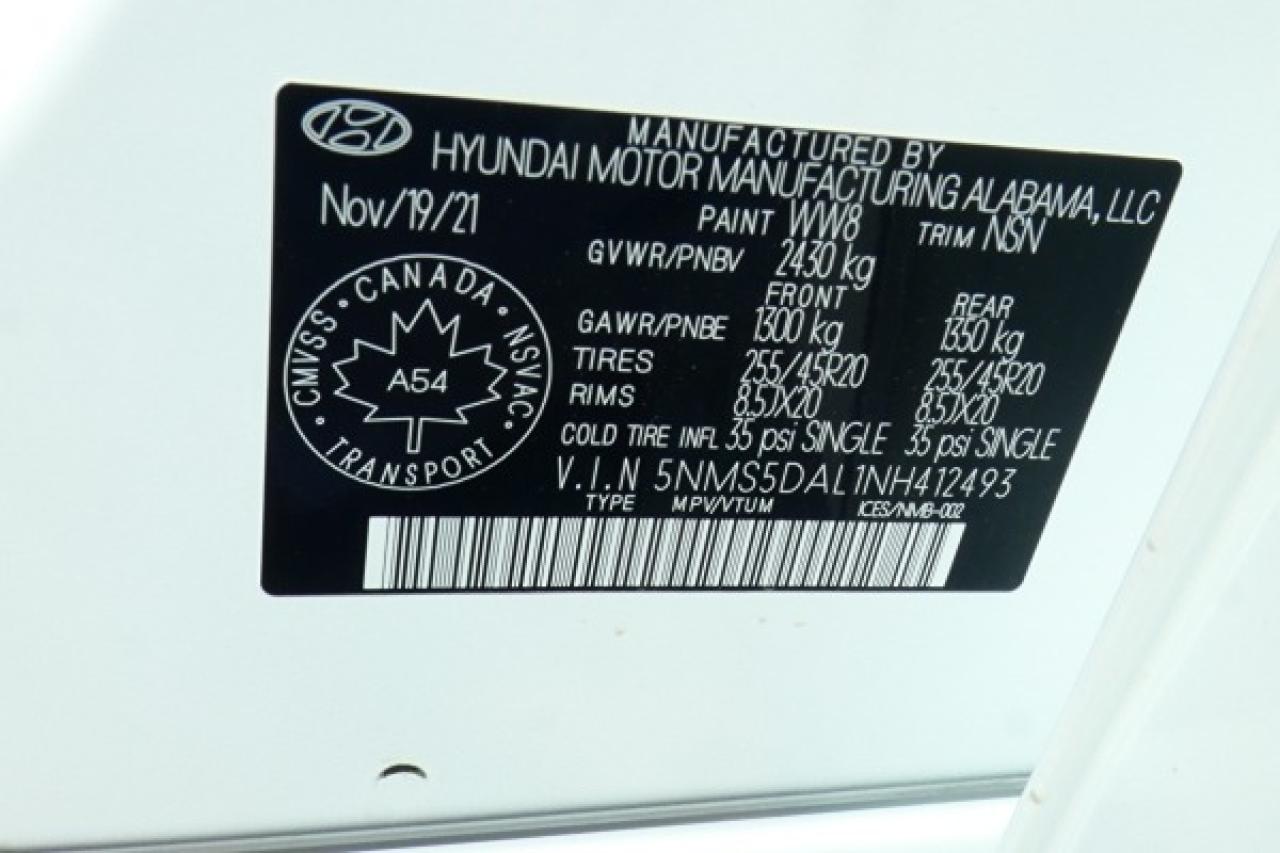 MANUFACTURED BY
HYUNDAI MOTOR MANUFACTURING ALABAMA, LLC
Nov/19/21
PAINT WW8 TRIM NSN
GVWR/PNBV 2430 kg
FRONT REAR
GAWR/PNBE 1300 kg 1350 kg
TIRES 255/45R20 255/45R20
RIMS 8.5JX20 8.5JX20
COLD TIRE INFL 35 psi SINGLE 35 psi SINGLE
V.I.N 5NMS5DAL1NH412493
TYPE MPV/VTUM ICES/NMB-002
CMVSS · CANADA · NSVAC · TRANSPORT ·
A54